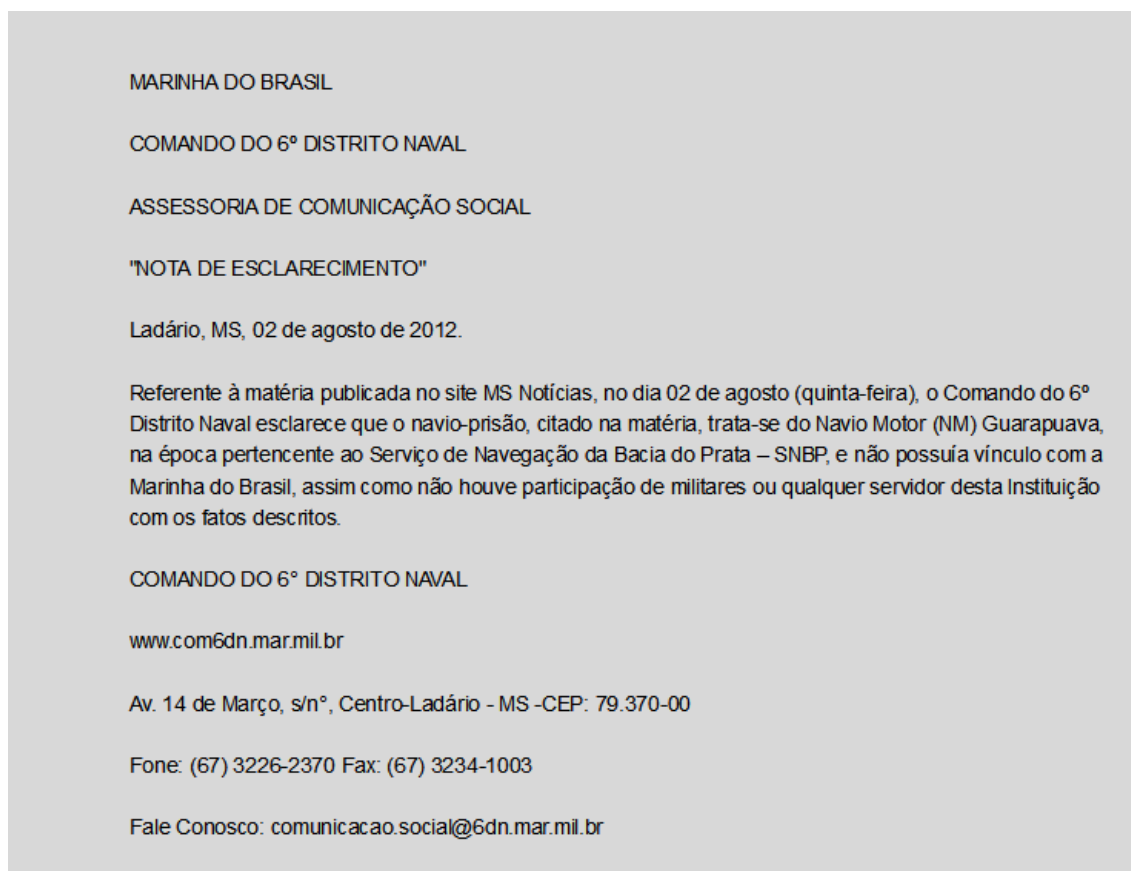 MARINHA DO BRASIL
COMANDO DO 6º DISTRITO NAVAL
ASSESSORIA DE COMUNICAÇÃO SOCIAL
"NOTA DE ESCLARECIMENTO"
Ladário, MS, 02 de agosto de 2012.
Referente à matéria publicada no site MS Notícias, no dia 02 de agosto (quinta-feira), o Comando do 6º
Distrito Naval esclarece que o navio-prisão, citado na matéria, trata-se do Navio Motor (NM) Guarapuava,
na época pertencente ao Serviço de Navegação da Bacia do Prata – SNBP, e não possuía vínculo com a
Marinha do Brasil, assim como não houve participação de militares ou qualquer servidor desta Instituição
com os fatos descritos.
COMANDO DO 6° DISTRITO NAVAL
www.com6dn.mar.mil.br
Av. 14 de Março, s/n°, Centro-Ladário - MS -CEP: 79.370-00
Fone: (67) 3226-2370 Fax: (67) 3234-1003
Fale Conosco: comunicacao.social@6dn.mar.mil.br